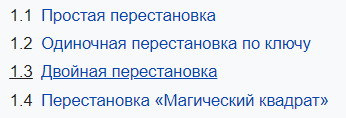 1.1 Простая перестановка
1.2 Одиночная перестановка по ключу
1.3 Двойная перестановка
1.4 Перестановка «Магический квадрат»